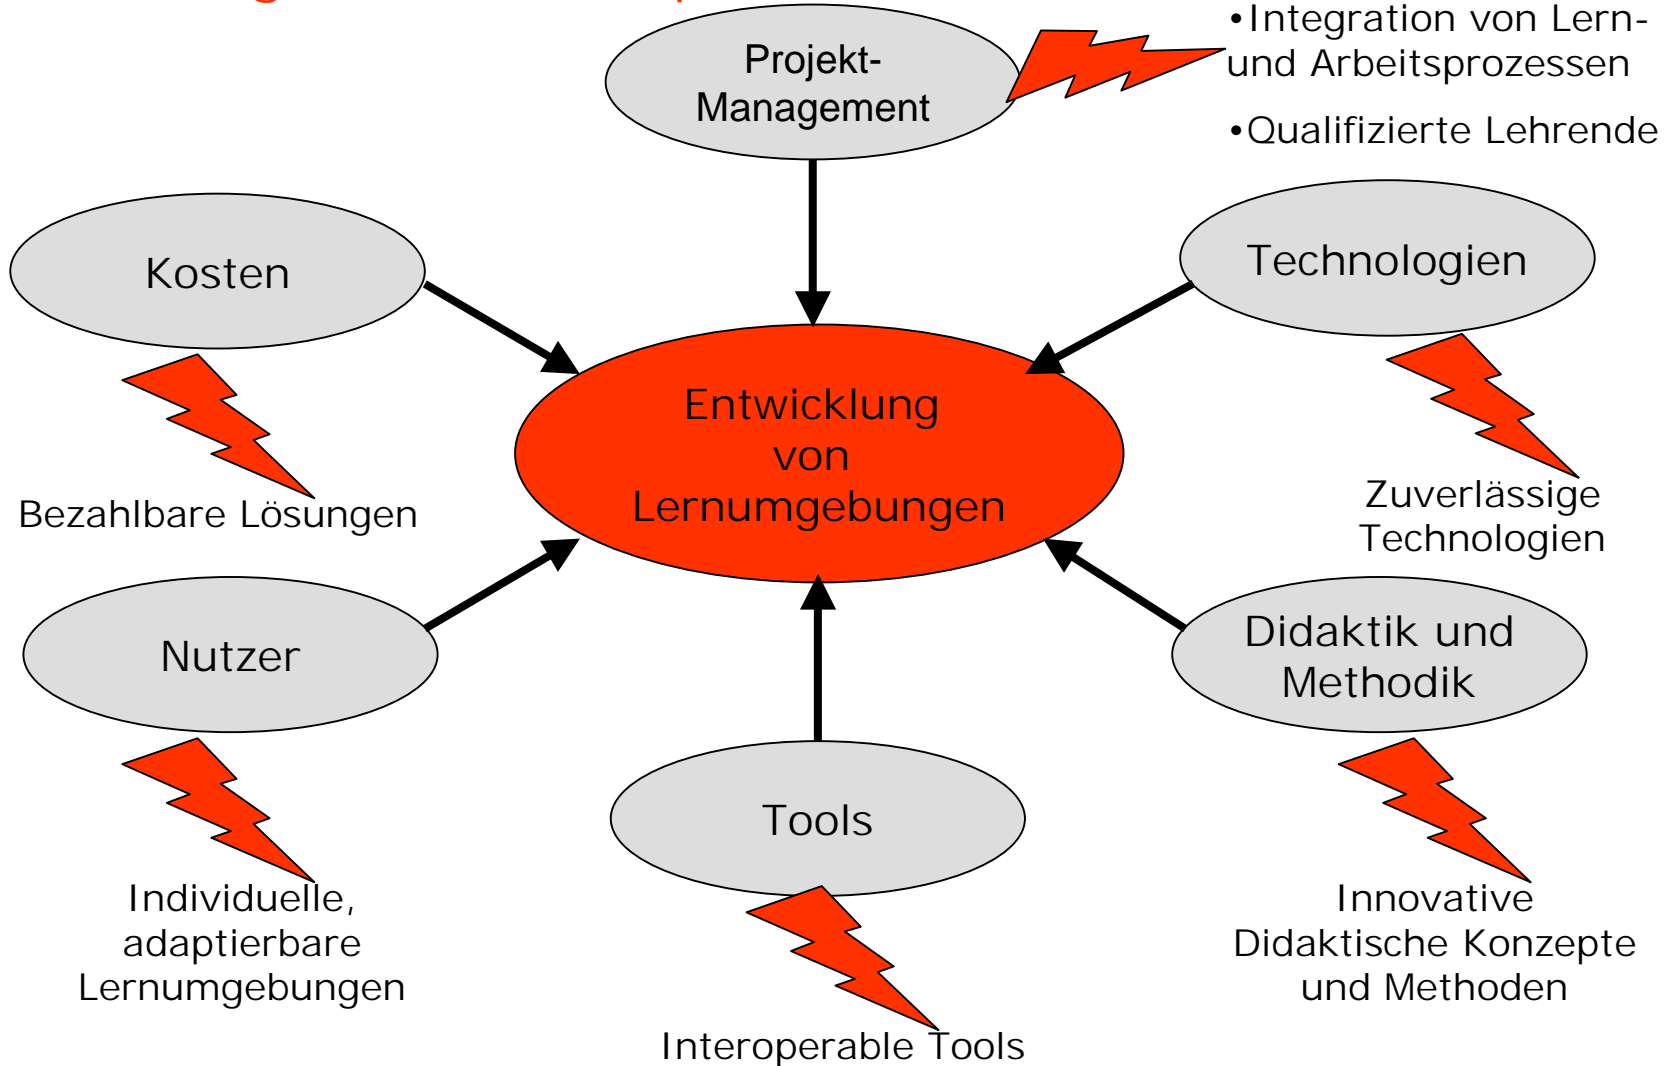 •Integration von Lern-
und Arbeitsprozessen
•Qualifizierte Lehrende
Projekt-
Management
Kosten
Technologien
Entwicklung
von
Lernumgebungen
Bezahlbare Lösungen
Zuverlässige
Technologien
Nutzer
Didaktik und
Methodik
Tools
Individuelle,
adaptierbare
Lernumgebungen
Innovative
Didaktische Konzepte
und Methoden
Interoperable Tools